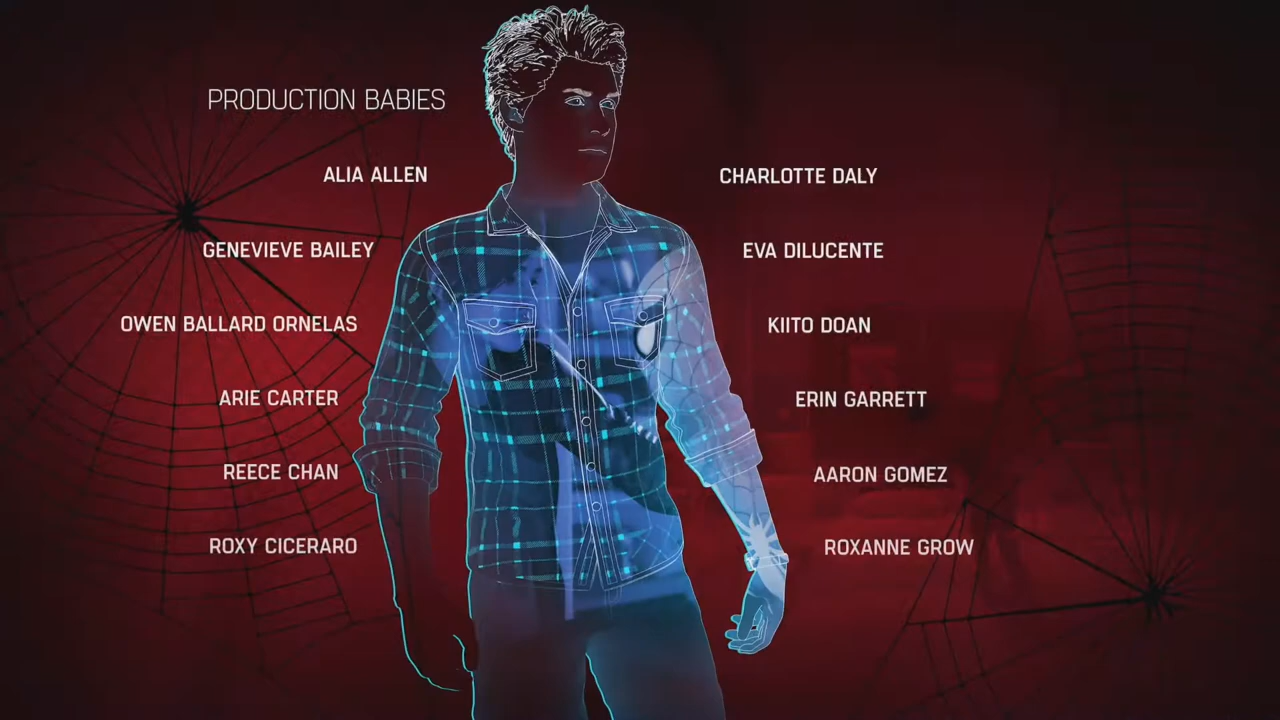 PRODUCTION BABIES
ALIA ALLEN
GENEVIEVE BAILEY
OWEN BALLARD ORNELAS
ARIE CARTER
REECE CHAN
ROXY CICERARO
CHARLOTTE DALY
EVA DILUCENTE
KIITO DOAN
ERIN GARRETT
AARON GOMEZ
ROXANNE GROW